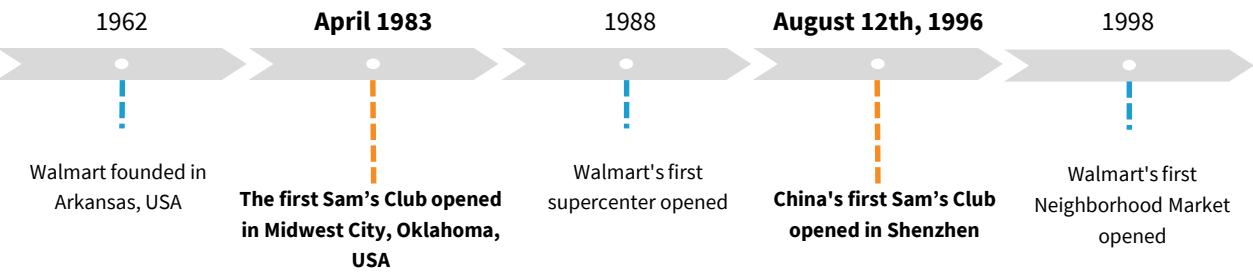 1962
April 1983
1988
August 12th, 1996
1998
Walmart founded in
Arkansas, USA
The first Sam’s Club opened
in Midwest City, Oklahoma,
USA
Walmart's first
supercenter opened
China's first Sam’s Club
opened in Shenzhen
Walmart's first
Neighborhood Market
opened